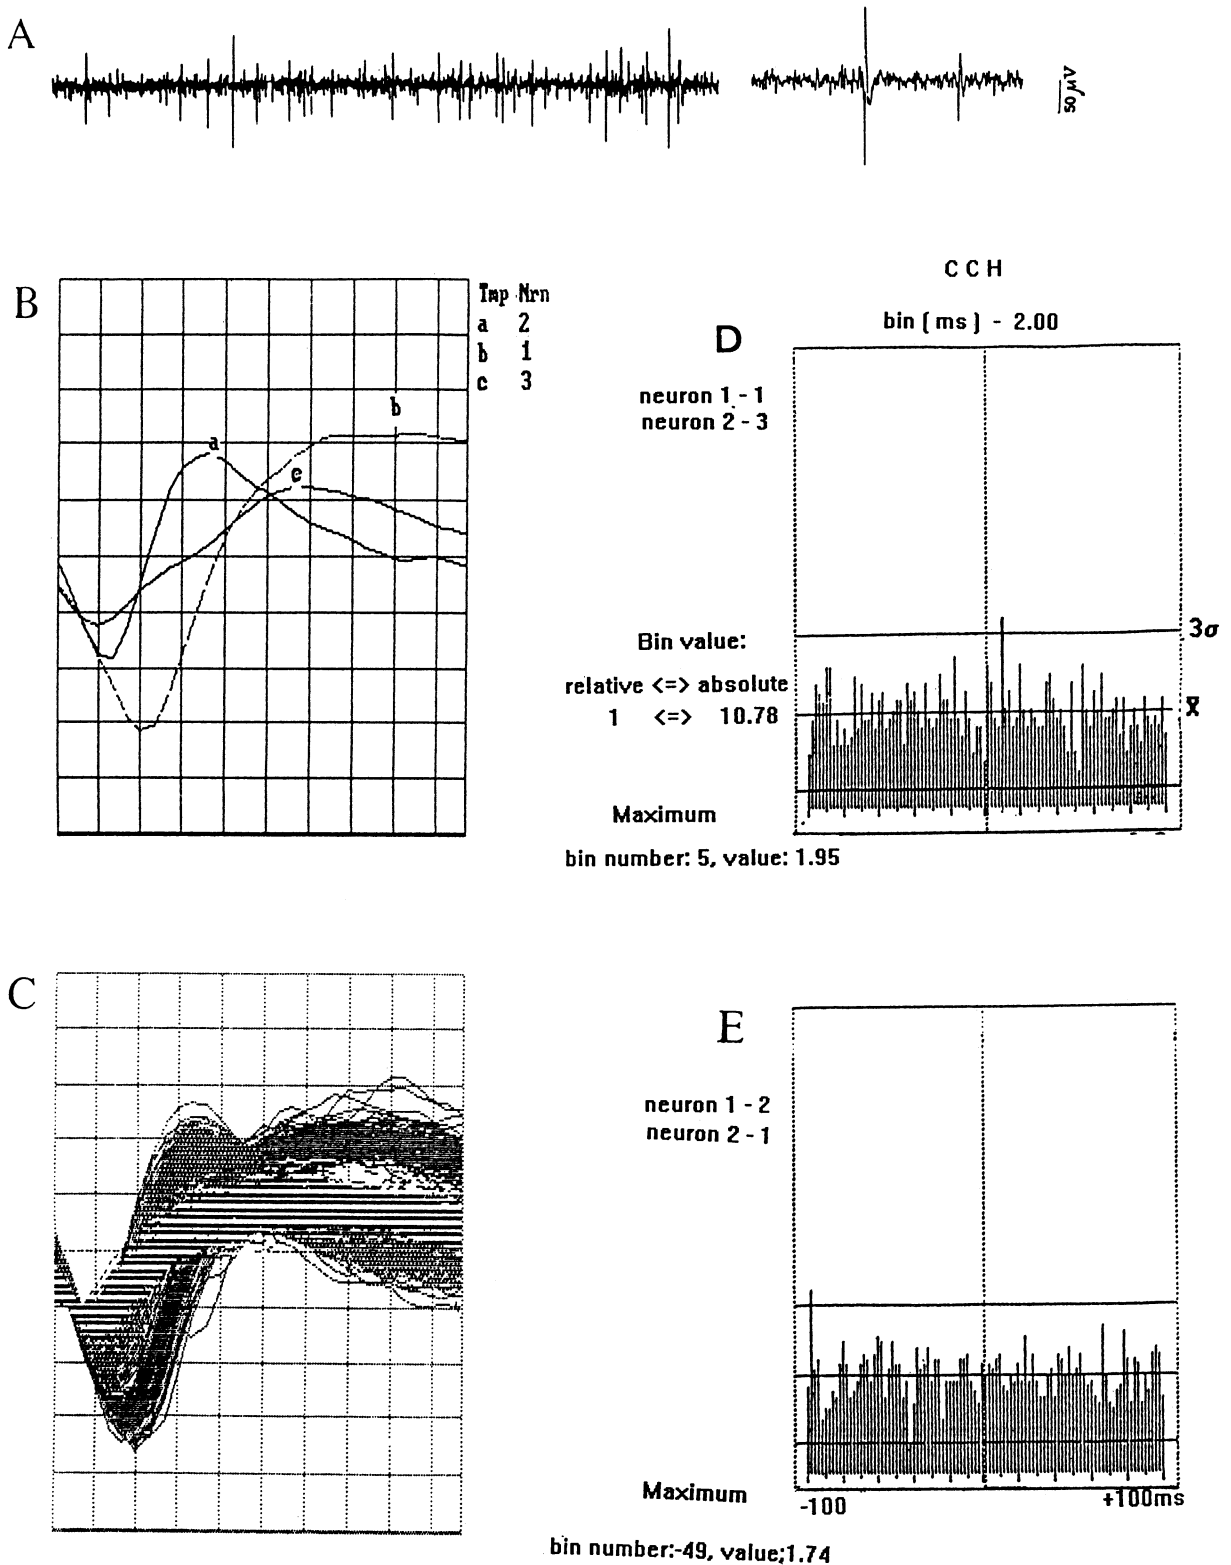 A
50 μV
B
Tmp Nrn
a 2
b 1
c 3
a
b
c
C C H
bin (ms) - 2.00
D
neuron 1 - 1
neuron 2 - 3
3σ
Bin value:
relative <=> absolute
1 <=> 10.78
X̄
Maximum
bin number: 5, value: 1.95
C
E
neuron 1 - 2
neuron 2 - 1
Maximum
-100
+100ms
bin number:-49, value;1.74